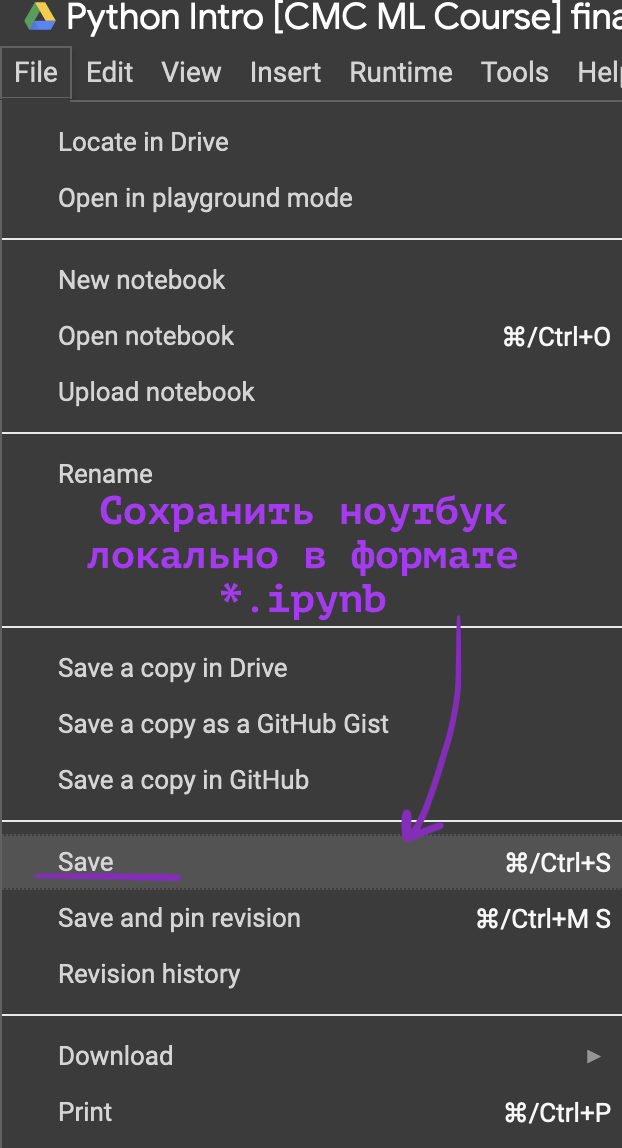 Python Intro [CMC ML Course] fina
File Edit View Insert Runtime Tools Help
Locate in Drive
Open in playground mode
New notebook
Open notebook ⌘/Ctrl+O
Upload notebook
Rename
Сохранить ноутбук
локально в формате
*.ipynb
Save a copy in Drive
Save a copy as a GitHub Gist
Save a copy in GitHub
Save ⌘/Ctrl+S
Save and pin revision ⌘/Ctrl+M S
Revision history
Download ►
Print ⌘/Ctrl+P